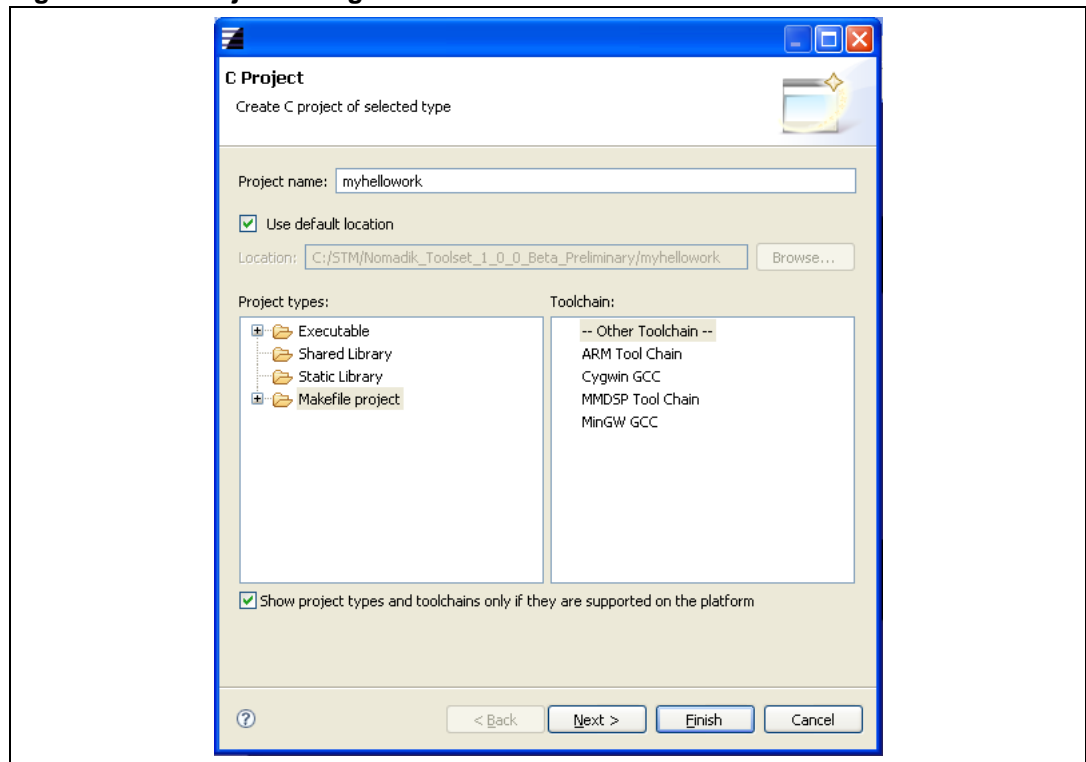 C Project
Create C project of selected type
Project name: myhellowork
Use default location
Location: C:/STM/Nomadik_Toolset_1_0_0_Beta_Preliminary/myhellowork Browse...
Project types: Toolchain:
Executable -- Other Toolchain --
Shared Library ARM Tool Chain
Static Library Cygwin GCC
Makefile project MMDSP Tool Chain
MinGW GCC
Show project types and toolchains only if they are supported on the platform
? < Back Next > Finish Cancel